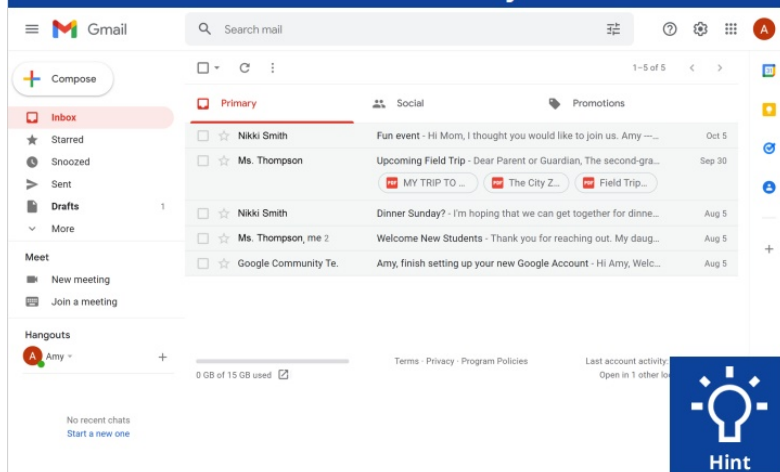 Gmail
Search mail
A
Compose
1–5 of 5
Inbox
Primary
Social
Promotions
Starred
Nikki Smith
Fun event - Hi Mom, I thought you would like to join us. Amy —...
Oct 5
Snoozed
Ms. Thompson
Upcoming Field Trip - Dear Parent or Guardian, The second-gra...
Sep 30
Sent
PDF MY TRIP TO ...
PDF The City Z...
PDF Field Trip...
Drafts 1
Nikki Smith
Dinner Sunday? - I'm hoping that we can get together for dinne...
Aug 5
More
Ms. Thompson, me 2
Welcome New Students - Thank you for reaching out. My daug...
Aug 5
Meet
Google Community Te.
Amy, finish setting up your new Google Account - Hi Amy, Welc...
Aug 5
New meeting
Join a meeting
Hangouts
A Amy
0 GB of 15 GB used
Terms · Privacy · Program Policies
Last account activity:
Open in 1 other
No recent chats
Start a new one
Hint